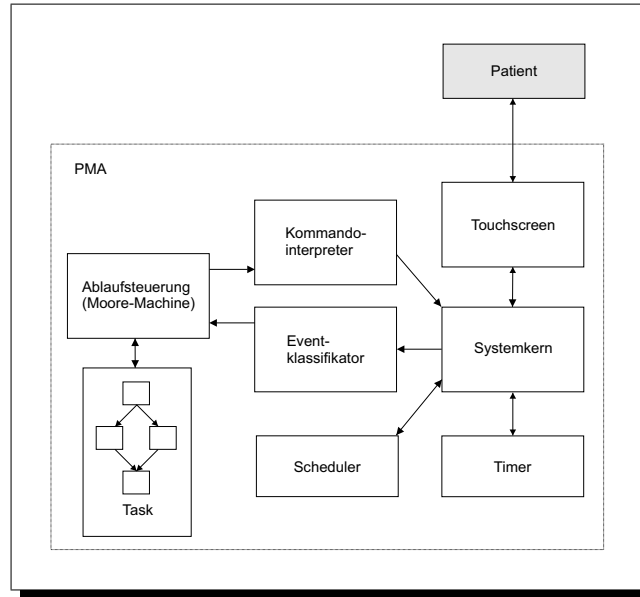 Patient
PMA
Kommando-
interpreter
Touchscreen
Ablaufsteuerung
(Moore-Machine)
Event-
klassifikator
Systemkern
Scheduler
Timer
Task